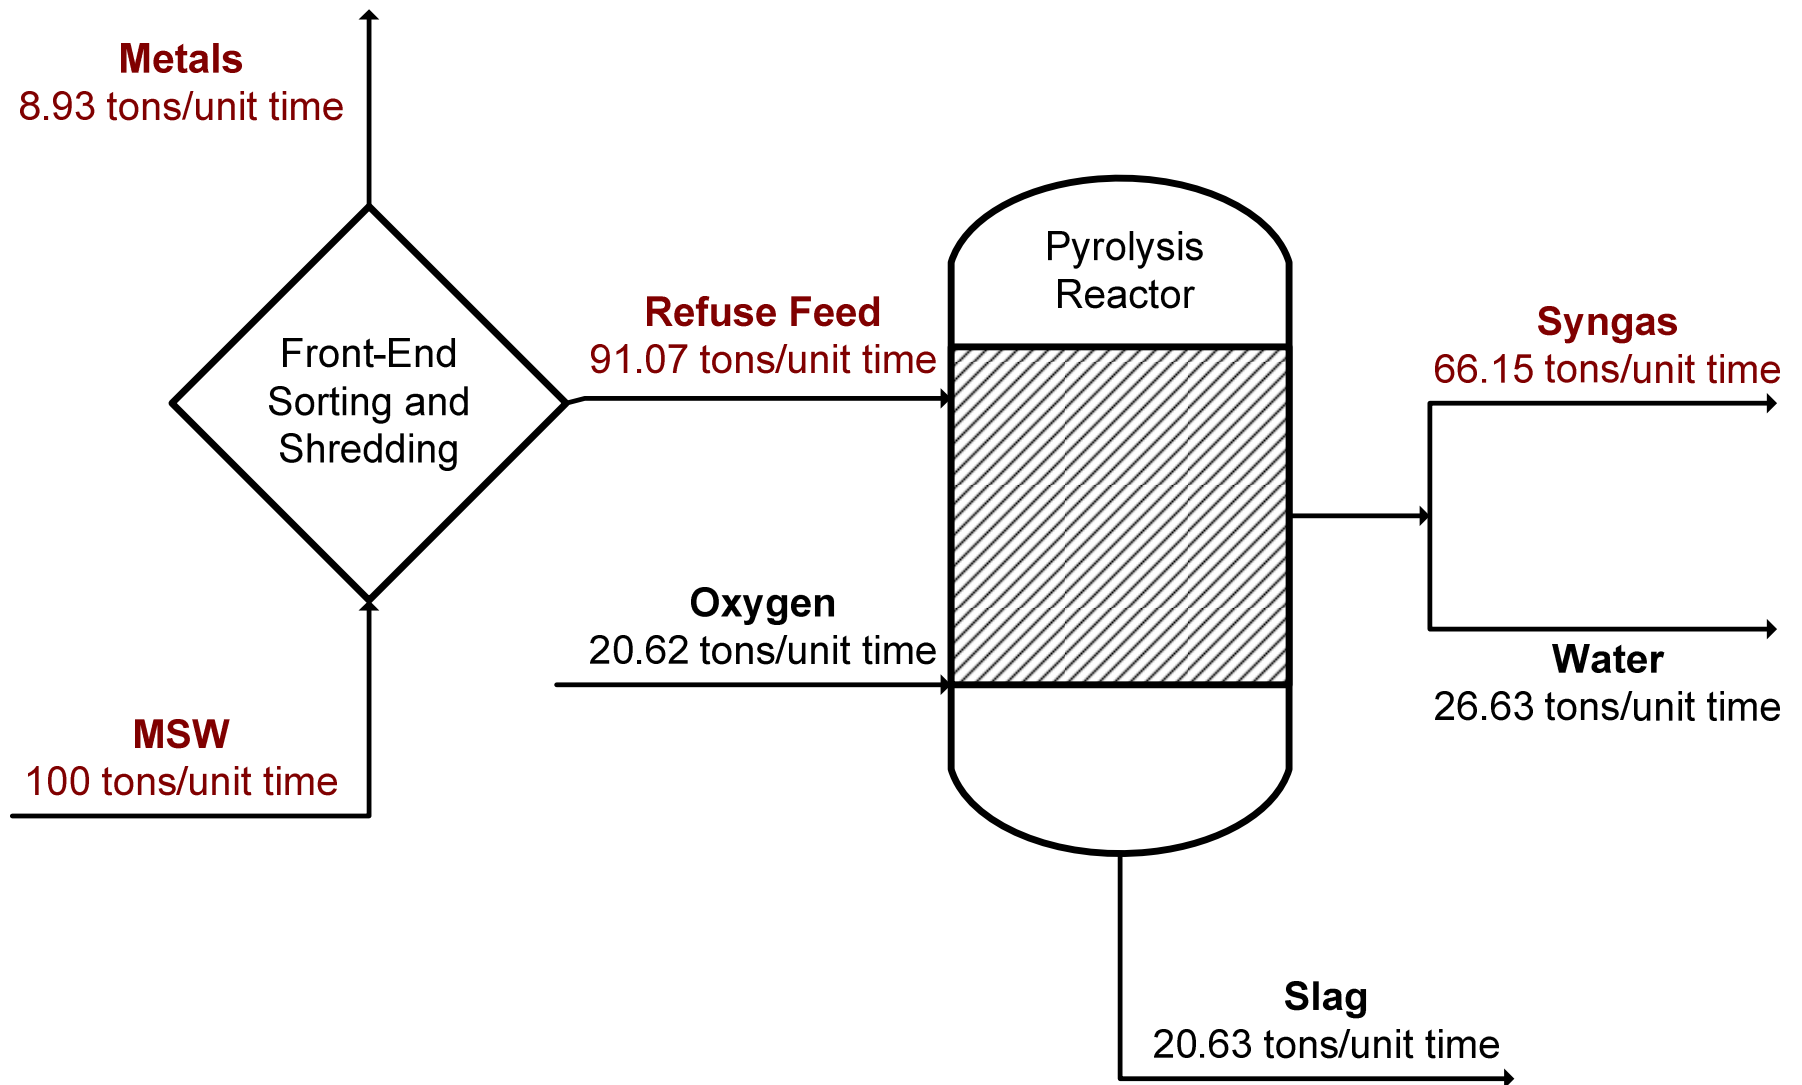 Metals
8.93 tons/unit time
Pyrolysis
Reactor
Refuse Feed
91.07 tons/unit time
Syngas
66.15 tons/unit time
Front-End
Sorting and
Shredding
Oxygen
20.62 tons/unit time
Water
26.63 tons/unit time
MSW
100 tons/unit time
Slag
20.63 tons/unit time